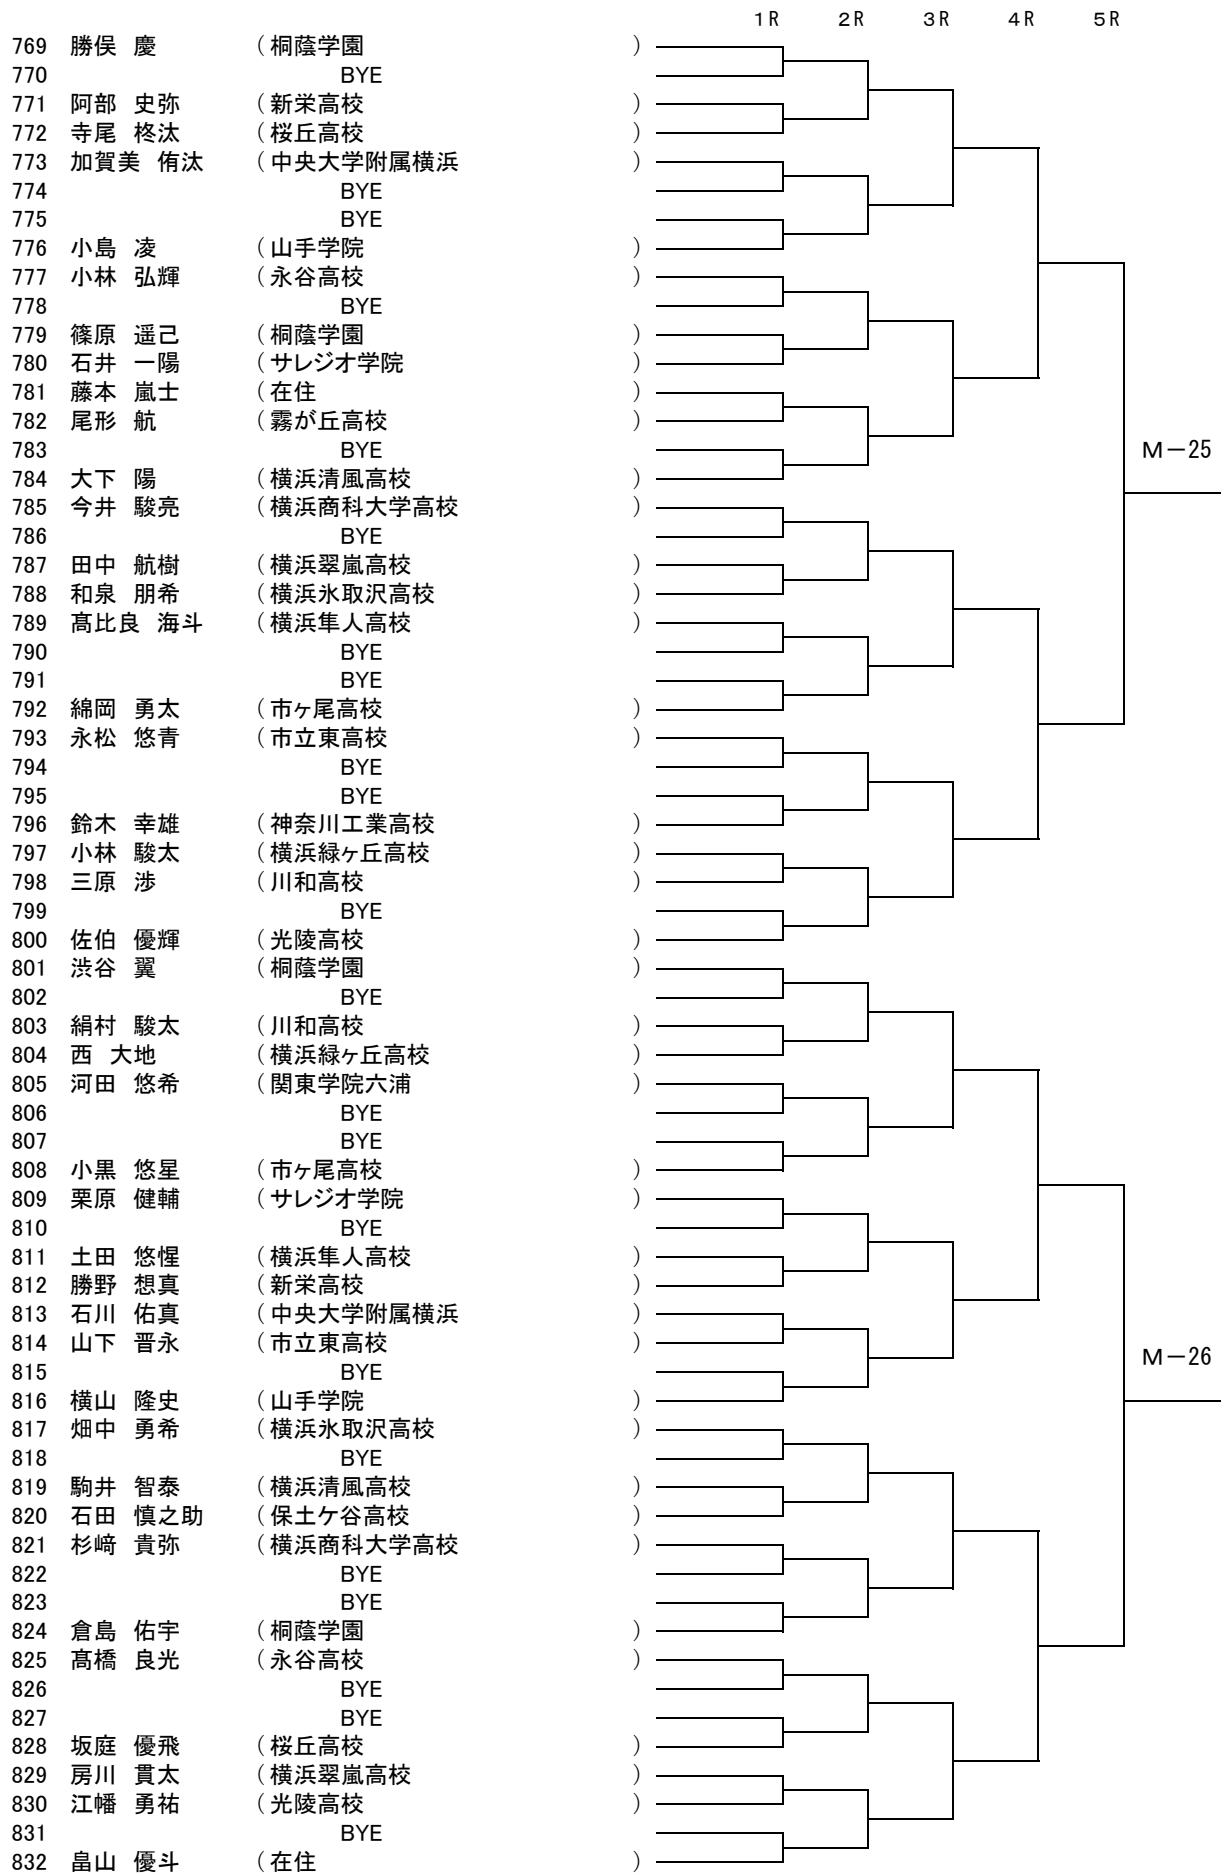 1R 2R 3R 4R 5R
769 勝俣 慶 （桐蔭学園 ）
770 BYE
771 阿部 史弥 （新栄高校 ）
772 寺尾 柊汰 （桜丘高校 ）
773 加賀美 侑汰 （中央大学附属横浜 ）
774 BYE
775 BYE
776 小島 凌 （山手学院 ）
777 小林 弘輝 （永谷高校 ）
778 BYE
779 篠原 遥己 （桐蔭学園 ）
780 石井 一陽 （サレジオ学院 ）
781 藤本 嵐士 （在住 ）
782 尾形 航 （霧が丘高校 ）
783 BYE
M－25
784 大下 陽 （横浜清風高校 ）
785 今井 駿亮 （横浜商科大学高校 ）
786 BYE
787 田中 航樹 （横浜翠嵐高校 ）
788 和泉 朋希 （横浜氷取沢高校 ）
789 髙比良 海斗 （横浜隼人高校 ）
790 BYE
791 BYE
792 綿岡 勇太 （市ヶ尾高校 ）
793 永松 悠青 （市立東高校 ）
794 BYE
795 BYE
796 鈴木 幸雄 （神奈川工業高校 ）
797 小林 駿太 （横浜緑ヶ丘高校 ）
798 三原 渉 （川和高校 ）
799 BYE
800 佐伯 優輝 （光陵高校 ）
801 渋谷 翼 （桐蔭学園 ）
802 BYE
803 絹村 駿太 （川和高校 ）
804 西 大地 （横浜緑ヶ丘高校 ）
805 河田 悠希 （関東学院六浦 ）
806 BYE
807 BYE
808 小黒 悠星 （市ヶ尾高校 ）
809 栗原 健輔 （サレジオ学院 ）
810 BYE
811 土田 悠惺 （横浜隼人高校 ）
812 勝野 想真 （新栄高校 ）
813 石川 佑真 （中央大学附属横浜 ）
814 山下 晋永 （市立東高校 ）
815 BYE
M－26
816 横山 隆史 （山手学院 ）
817 畑中 勇希 （横浜氷取沢高校 ）
818 BYE
819 駒井 智泰 （横浜清風高校 ）
820 石田 慎之助 （保土ケ谷高校 ）
821 杉﨑 貴弥 （横浜商科大学高校 ）
822 BYE
823 BYE
824 倉島 佑宇 （桐蔭学園 ）
825 髙橋 良光 （永谷高校 ）
826 BYE
827 BYE
828 坂庭 優飛 （桜丘高校 ）
829 房川 貫太 （横浜翠嵐高校 ）
830 江幡 勇祐 （光陵高校 ）
831 BYE
832 畠山 優斗 （在住 ）